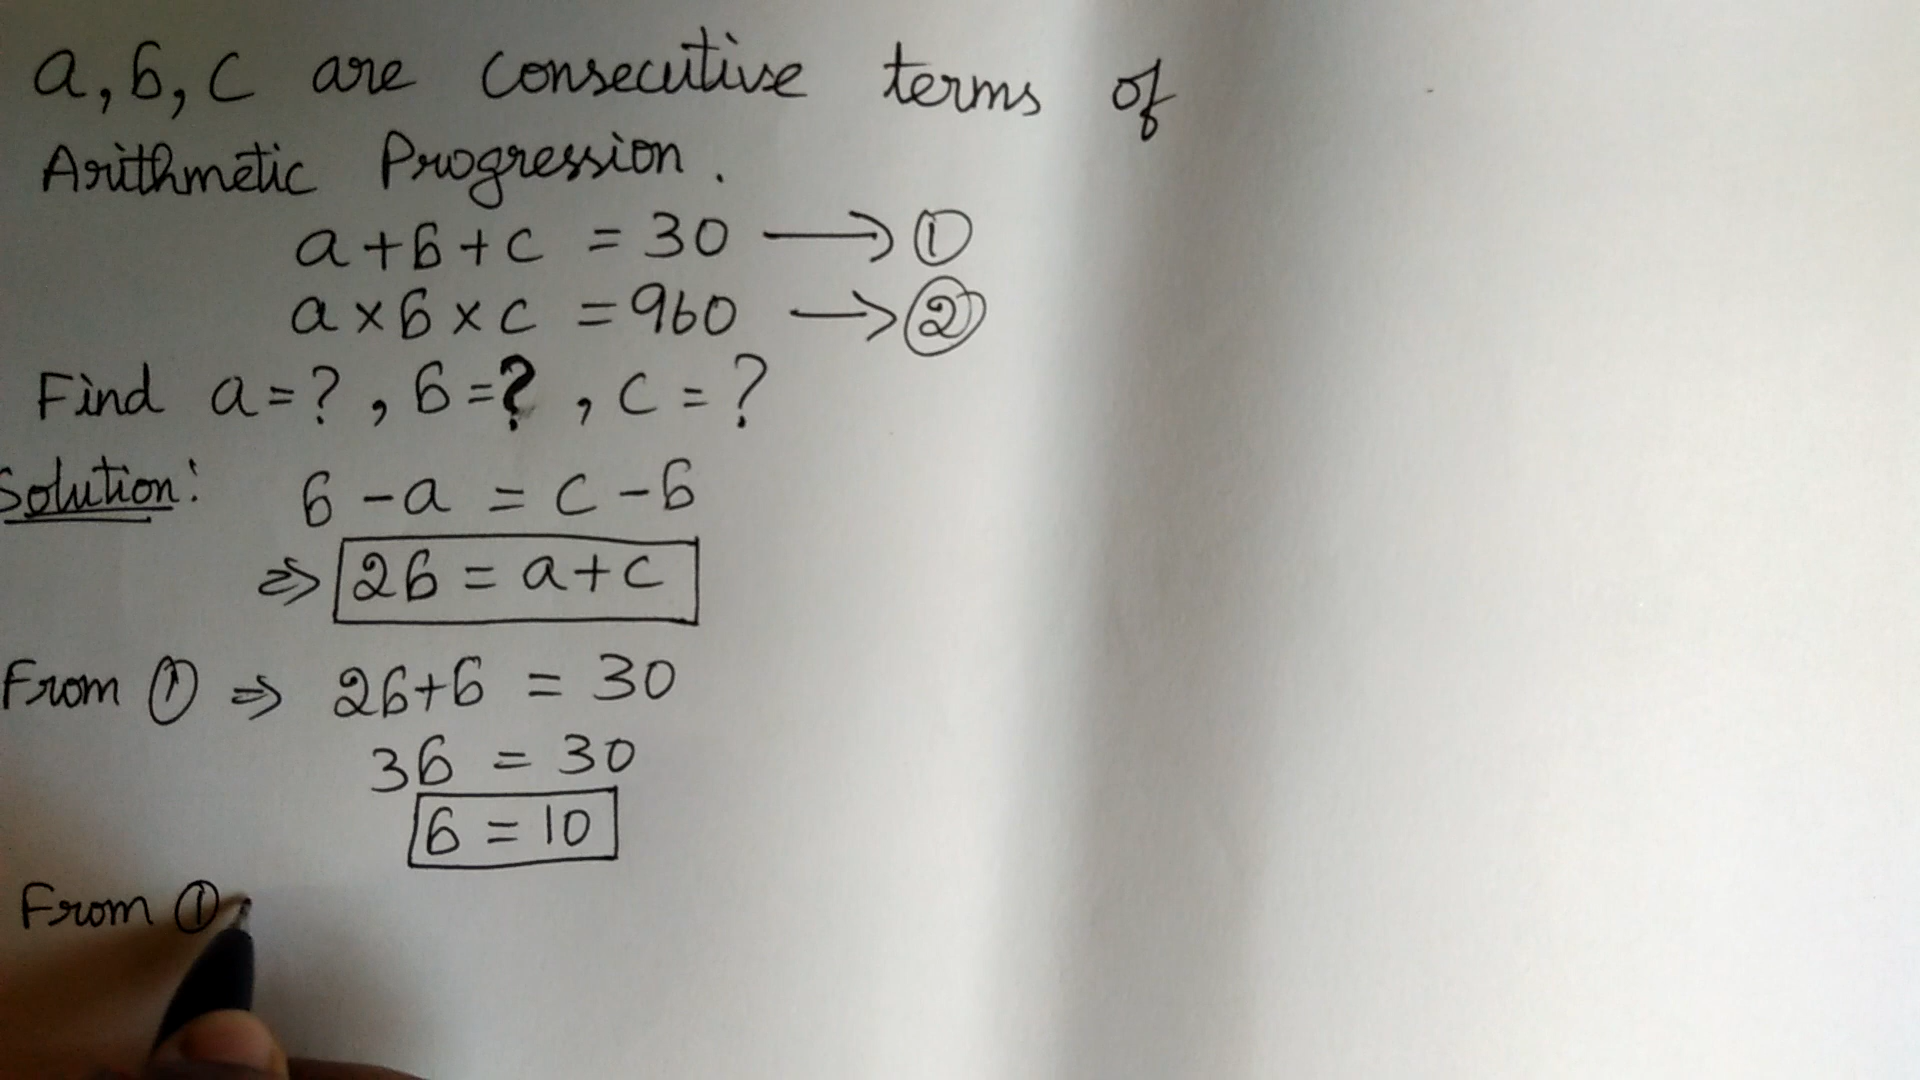 a, b, c are consecutive terms of
Arithmetic Progression.
a + b + c = 30 → ①
a × b × c = 960 → ②
Find a = ?, b = ?, c = ?
Solution: b - a = c - b
⇒ 2b = a + c
From ① ⇒ 2b + b = 30
3b = 30
b = 10
From ①